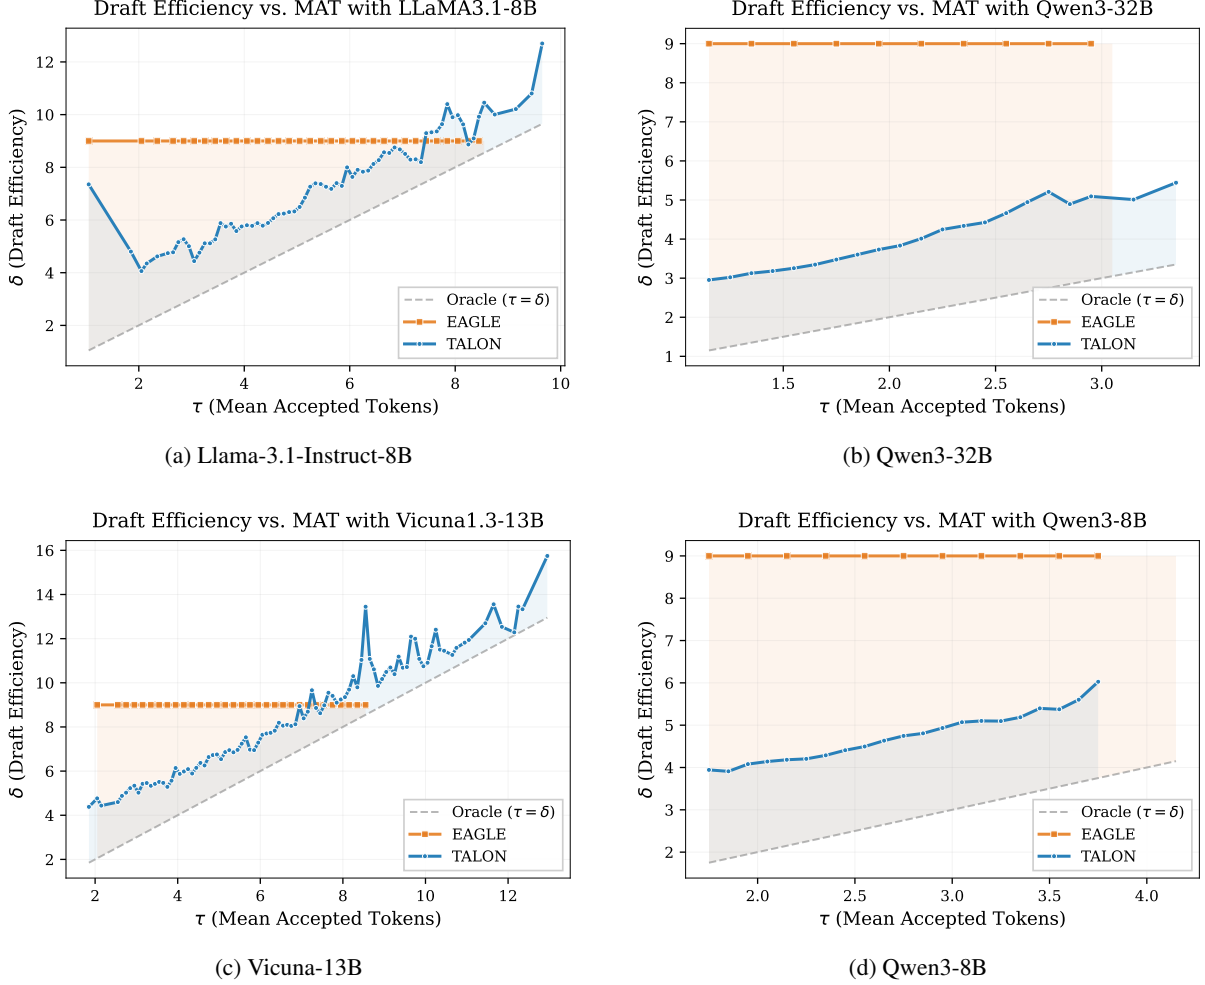 Draft Efficiency vs. MAT with LLaMA3.1-8B
12
10
8
6
4
2
δ (Draft Efficiency)
Oracle (τ = δ)
EAGLE
TALON
2 4 6 8 10
τ (Mean Accepted Tokens)
(a) Llama-3.1-Instruct-8B
Draft Efficiency vs. MAT with Qwen3-32B
9
8
7
6
5
4
3
2
1
δ (Draft Efficiency)
Oracle (τ = δ)
EAGLE
TALON
1.5 2.0 2.5 3.0
τ (Mean Accepted Tokens)
(b) Qwen3-32B
Draft Efficiency vs. MAT with Vicuna1.3-13B
16
14
12
10
8
6
4
2
δ (Draft Efficiency)
Oracle (τ = δ)
EAGLE
TALON
2 4 6 8 10 12
τ (Mean Accepted Tokens)
(c) Vicuna-13B
Draft Efficiency vs. MAT with Qwen3-8B
9
8
7
6
5
4
3
2
δ (Draft Efficiency)
Oracle (τ = δ)
EAGLE
TALON
2.0 2.5 3.0 3.5 4.0
τ (Mean Accepted Tokens)
(d) Qwen3-8B